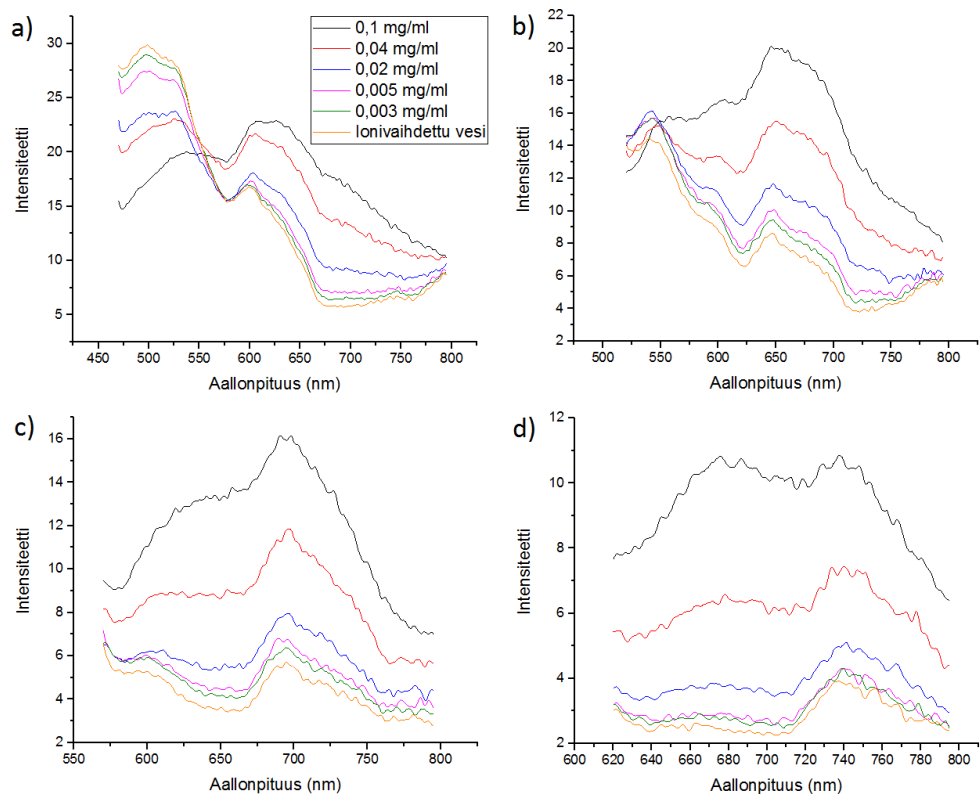 a)
Intensiteetti
30
25
20
15
10
5
450 500 550 600 650 700 750 800
Aallonpituus (nm)
0,1 mg/ml
0,04 mg/ml
0,02 mg/ml
0,005 mg/ml
0,003 mg/ml
Ionivaihdettu vesi
b)
Intensiteetti
22
20
18
16
14
12
10
8
6
4
2
500 550 600 650 700 750 800
Aallonpituus (nm)
c)
Intensiteetti
16
14
12
10
8
6
4
2
500 550 600 650 700 750 800
Aallonpituus (nm)
d)
Intensiteetti
12
10
8
6
4
2
600 620 640 660 680 700 720 740 760 780 800
Aallonpituus (nm)